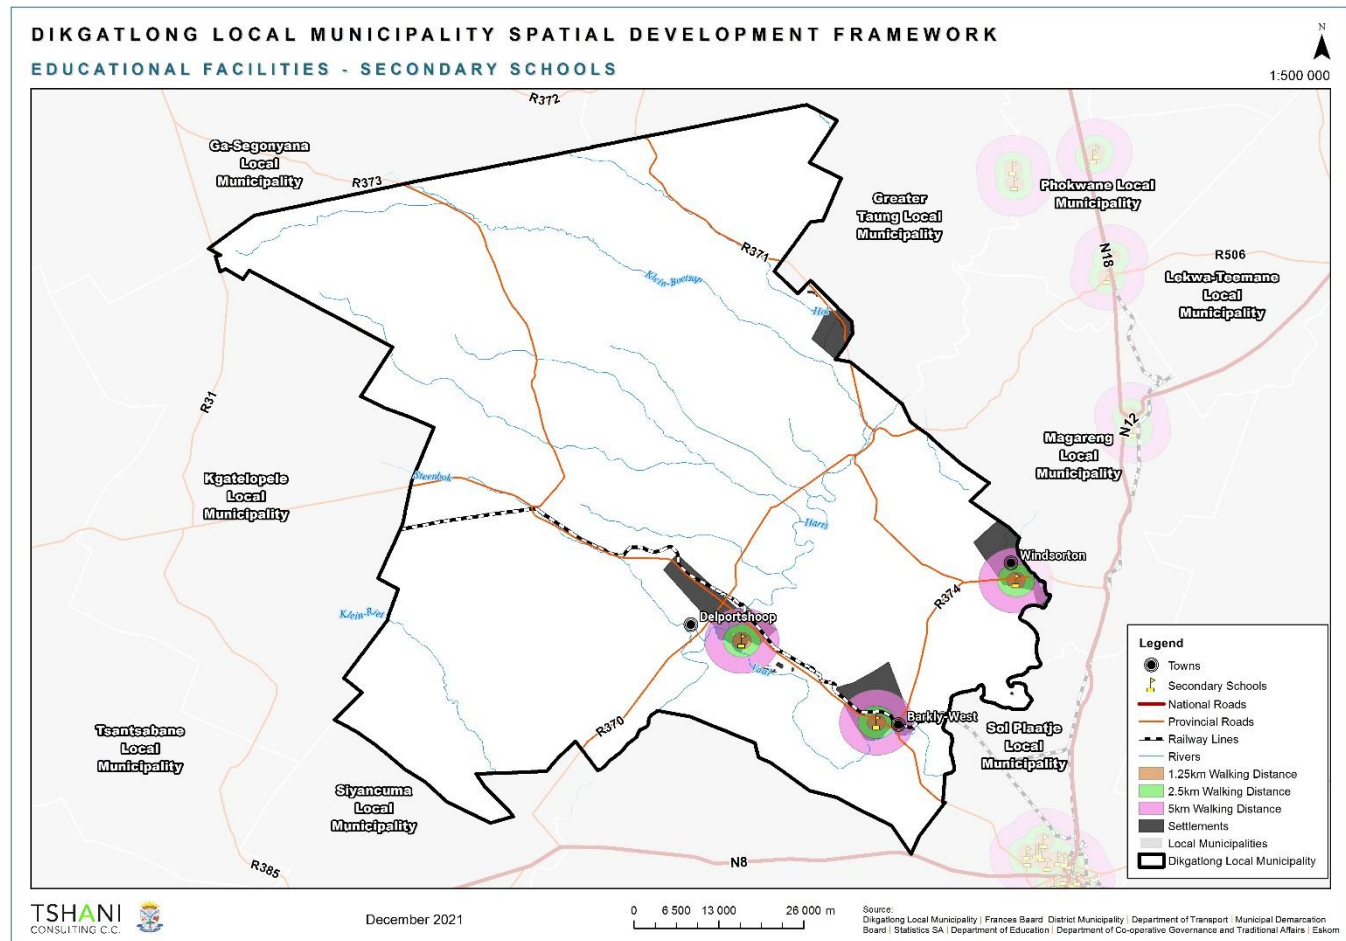 DIKGATLONG LOCAL MUNICIPALITY SPATIAL DEVELOPMENT FRAMEWORK
EDUCATIONAL FACILITIES - SECONDARY SCHOOLS
N
1:500 000
R372
Ga-Segonyana
Local
Municipality
R373
Greater
Taung Local
Municipality
Phokwane Local
Municipality
R371
N18
R506
Lekwa-Teemane
Local
Municipality
Klein-Boetsap
R31
N12
Magareng
Local
Municipality
Kgatelopele
Local
Municipality
Steenbok
Harts
Windsorton
R374
Klein-Riet
Delportshoop
Vaal
Barkly-West
R370
Sol Plaatje
Local
Municipality
Tsantsabane
Local
Municipality
Siyancuma
Local
Municipality
R385
N8
Legend
Towns
Secondary Schools
National Roads
Provincial Roads
Railway Lines
Rivers
1.25km Walking Distance
2.5km Walking Distance
5km Walking Distance
Settlements
Local Municipalities
Dikgatlong Local Municipality
TSHANI
CONSULTING C.C.
December 2021
0 6 500 13 000 26 000 m
Source:
Dikgatlong Local Municipality | Frances Baard District Municipality | Department of Transport | Municipal Demarcation
Board | Statistics SA | Department of Education | Department of Co-operative Governance and Traditional Affairs | Eskom